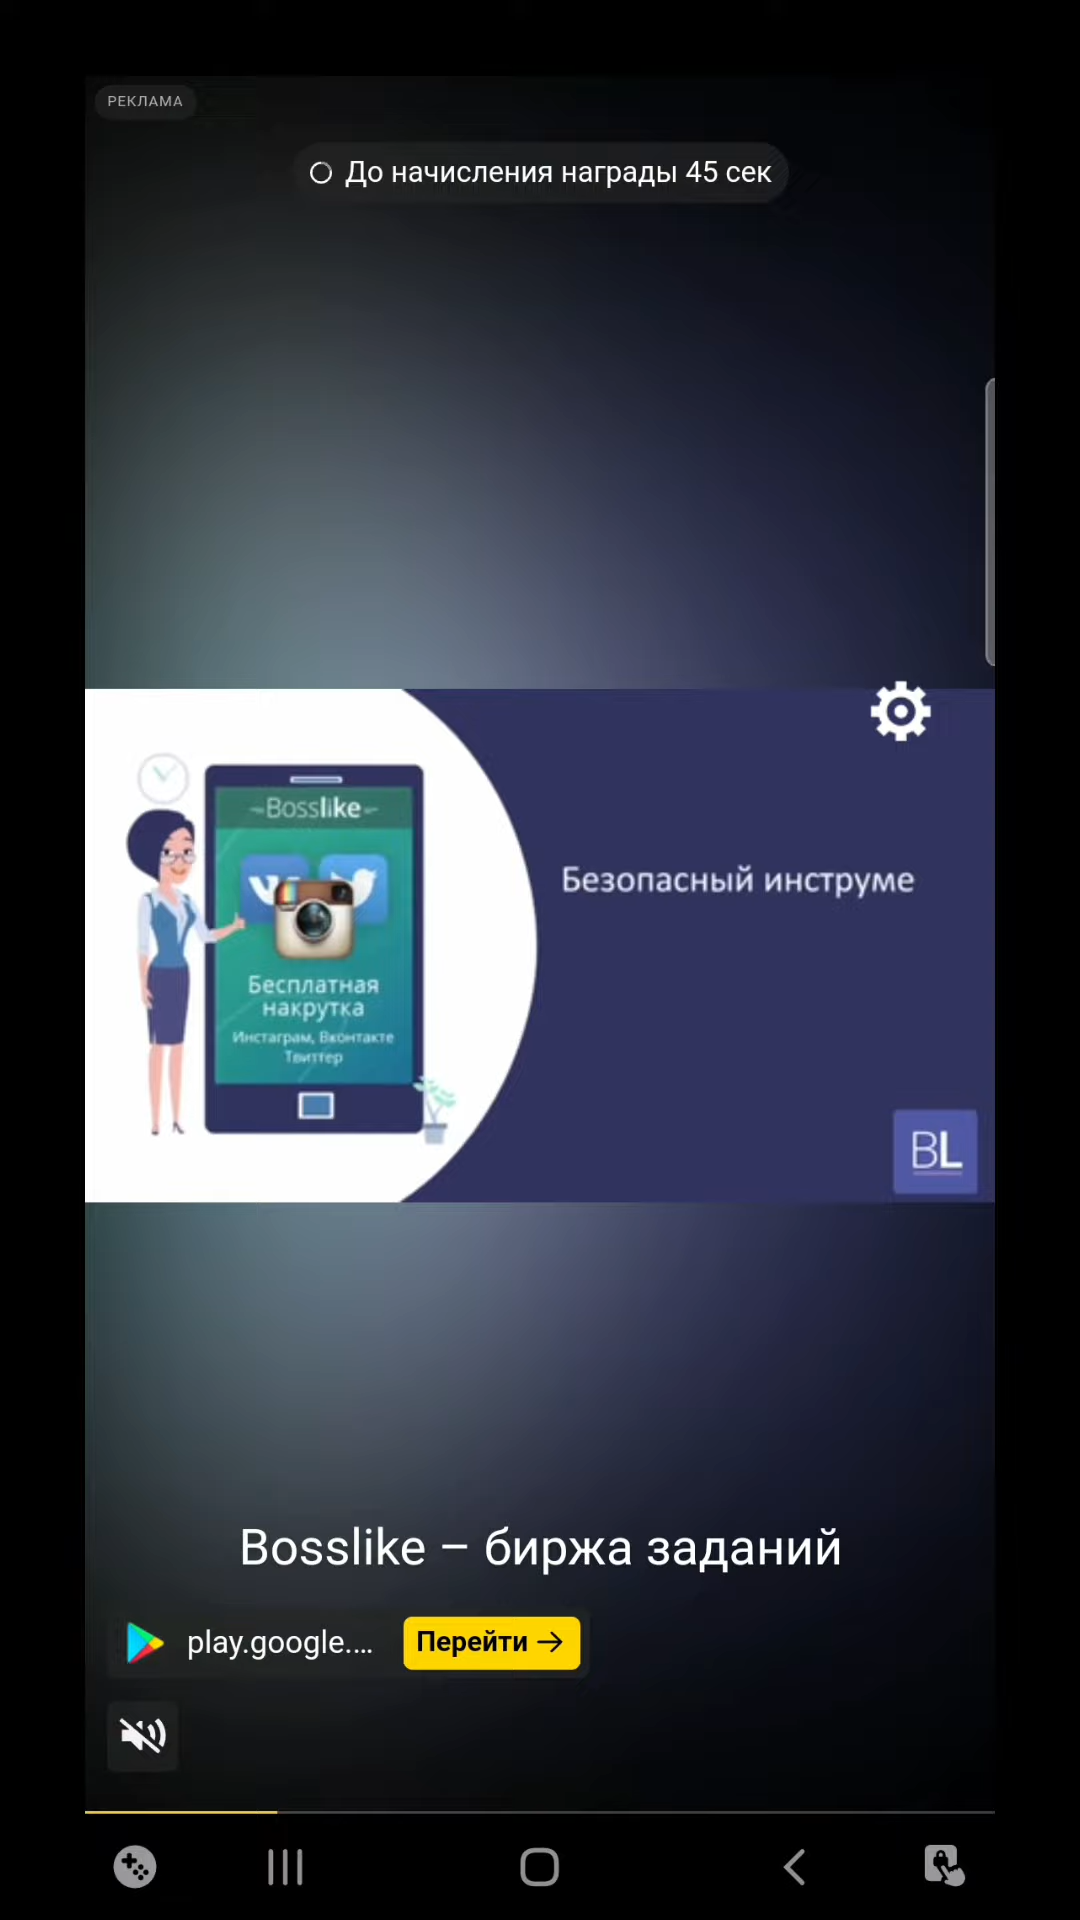 РЕКЛАМА
До начисления награды 45 сек
Bosslike
Бесплатная
накрутка
Инстаграм, Вконтакте
Твиттер
Безопасный инструме
BL
Bosslike – биржа заданий
play.google.... Перейти →